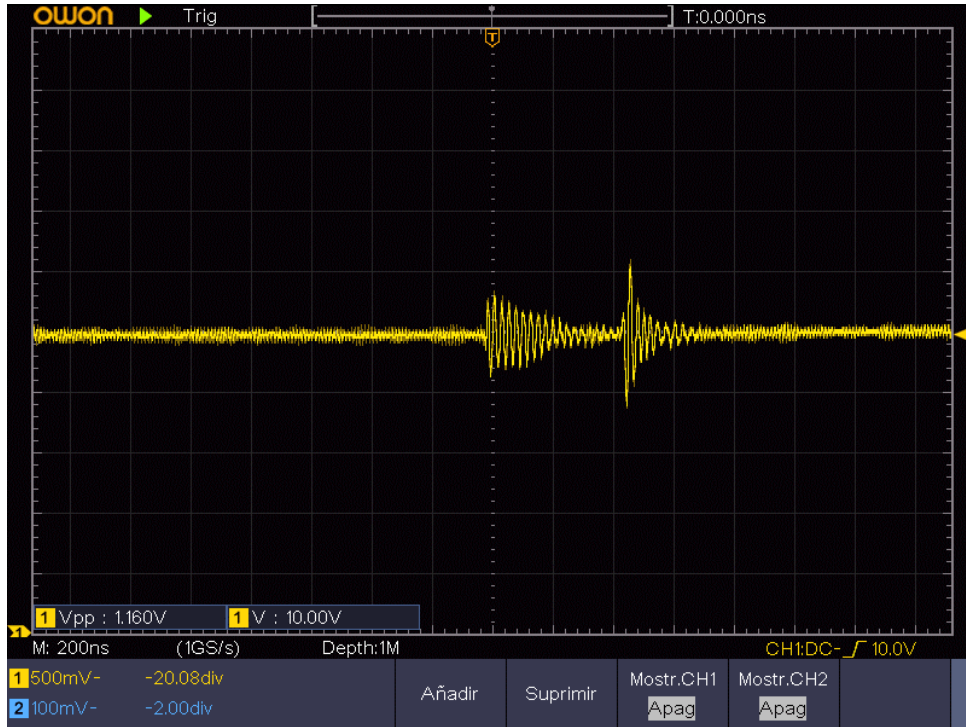 owon Trig T:0.000ns
T
1 Vpp : 1.160V 1 V : 10.00V
1
M: 200ns (1GS/s) Depth:1M CH1:DC- 10.0V
1 500mV- -20.08div
2 100mV- -2.00div
Añadir
Suprimir
Mostr.CH1
Apag
Mostr.CH2
Apag